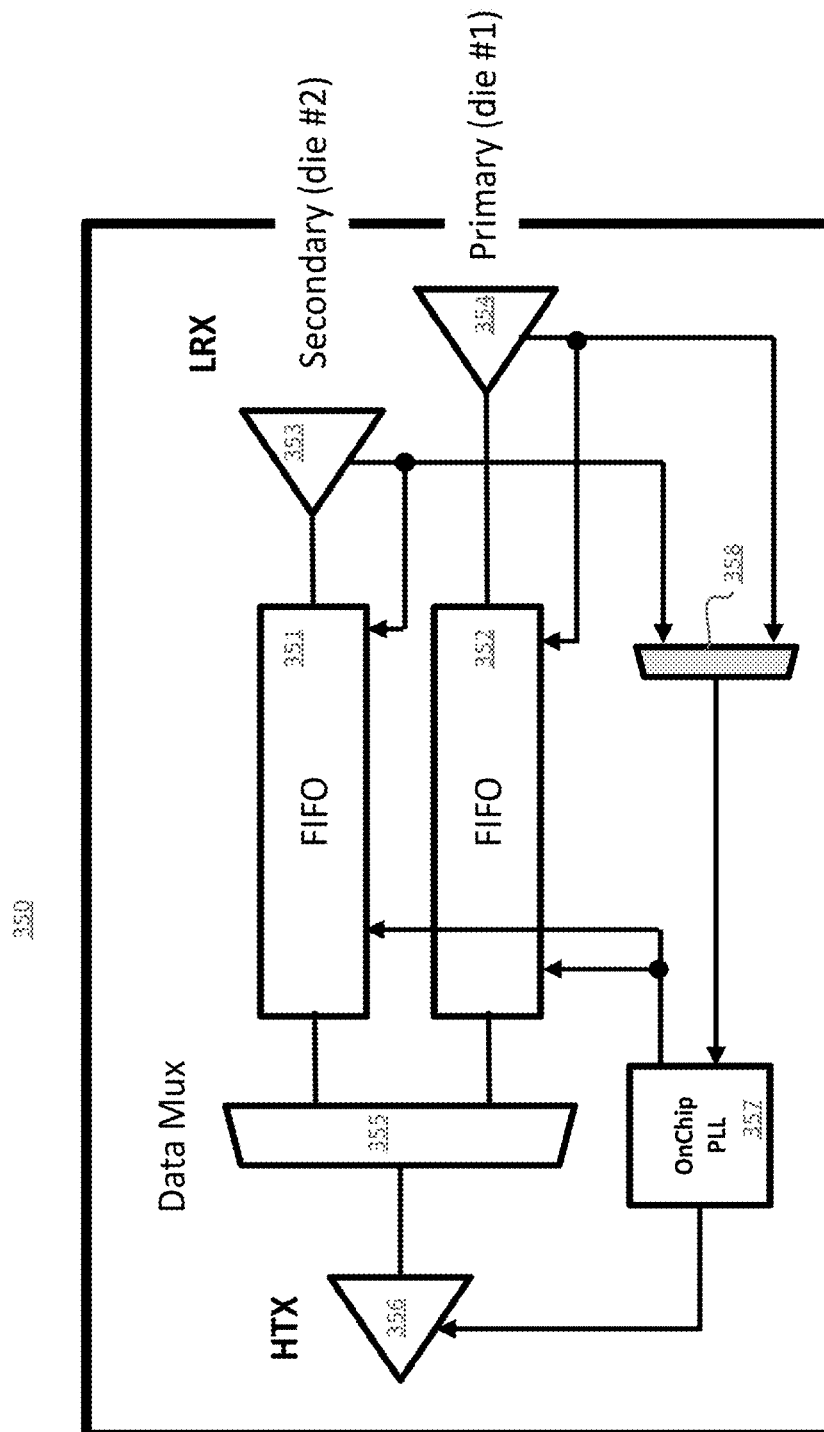 350
LRX
Secondary (die #2)
Primary (die #1)
353
354
351
FIFO
352
FIFO
358
Data Mux
355
OnChip
PLL
357
HTX
356